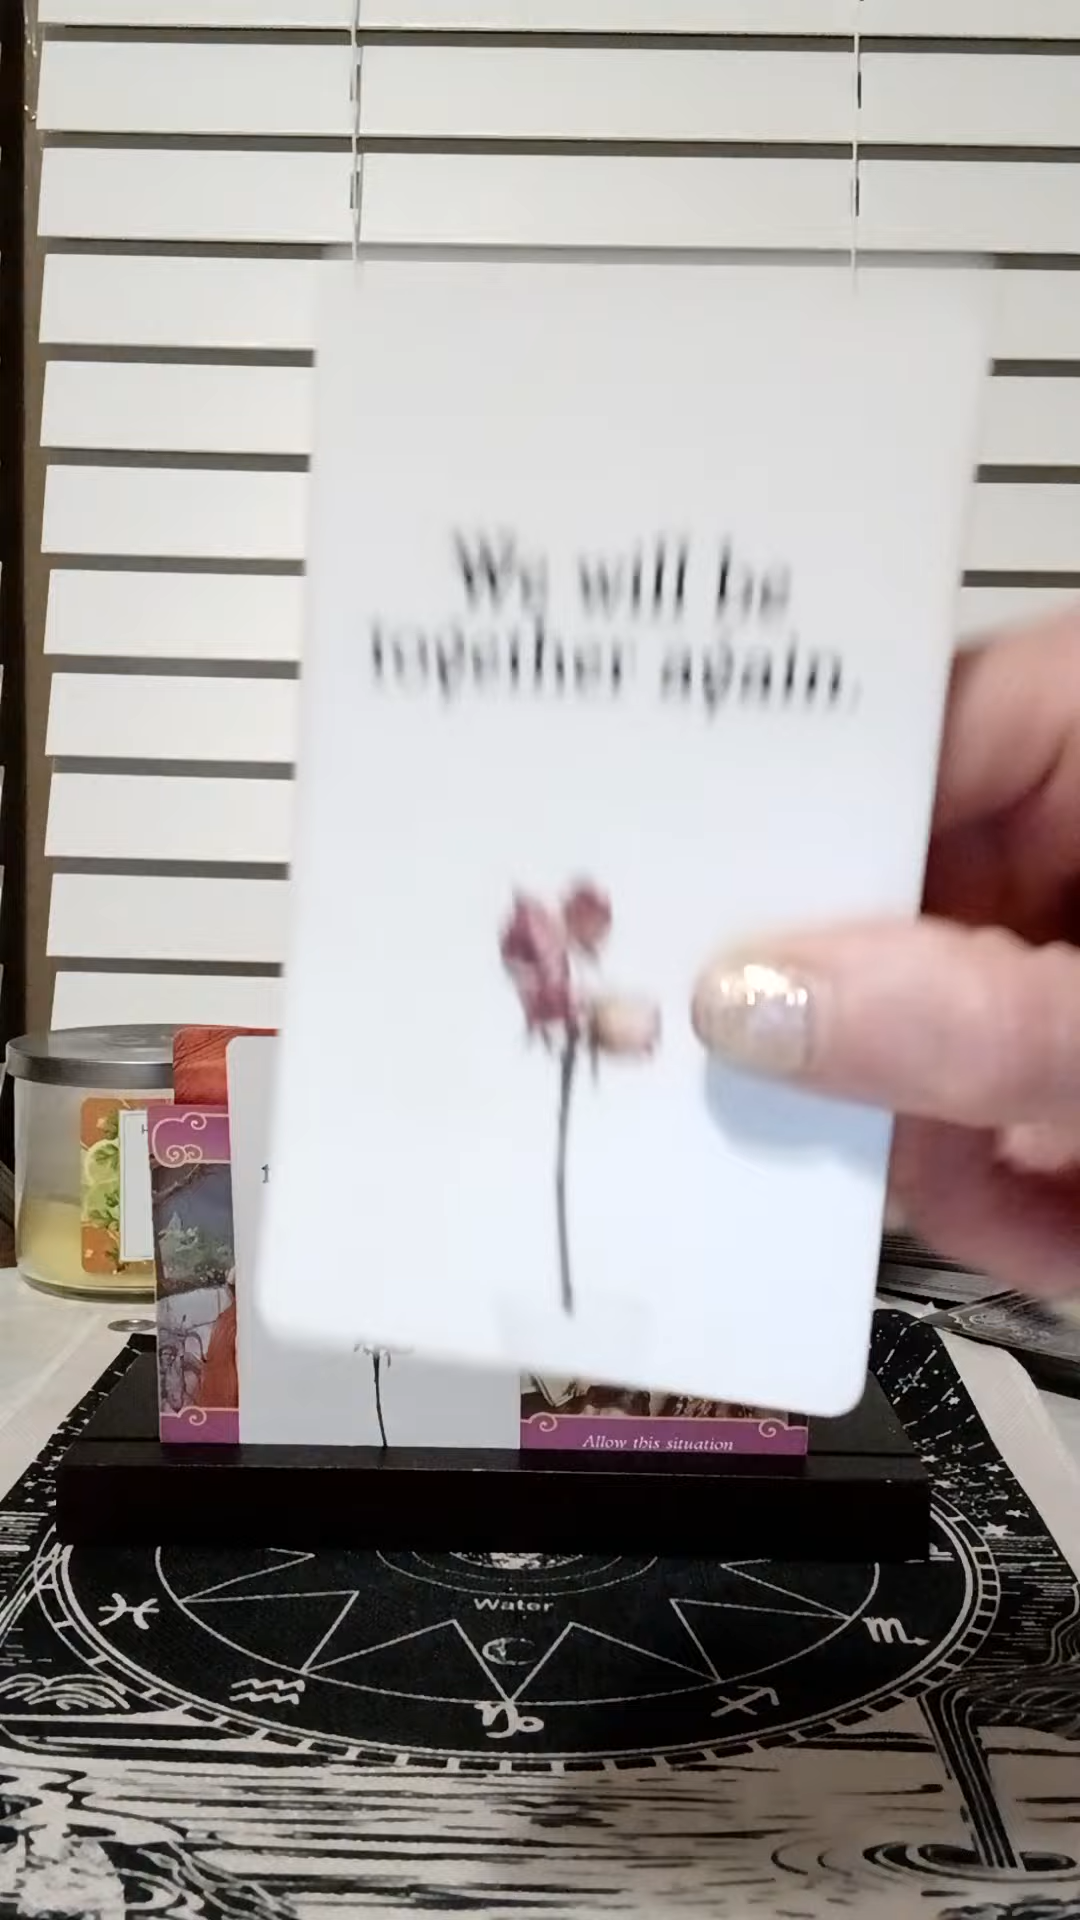 We will be
together again.
Allow this situation
Water